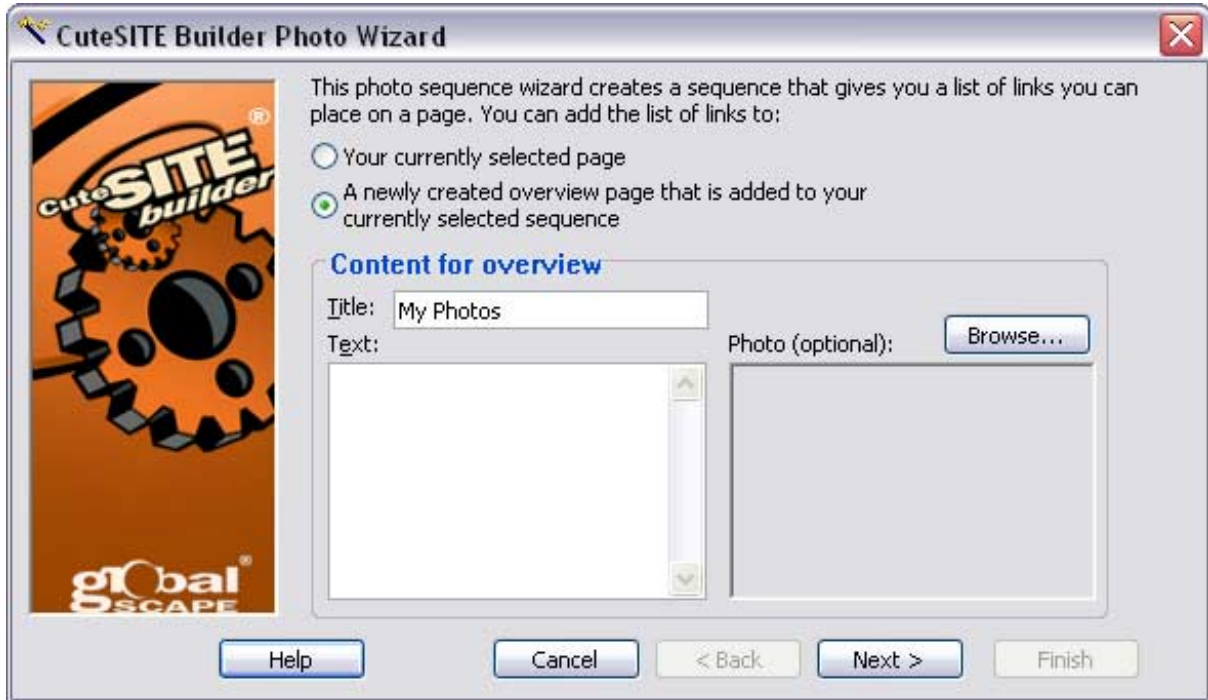 CuteSITE Builder Photo Wizard
This photo sequence wizard creates a sequence that gives you a list of links you can
place on a page. You can add the list of links to:
Your currently selected page
A newly created overview page that is added to your
currently selected sequence
Content for overview
Title: My Photos
Text:
Photo (optional):
Browse...
®
cuteSITE
builder
global®
SCAPE
Help
Cancel
< Back
Next >
Finish